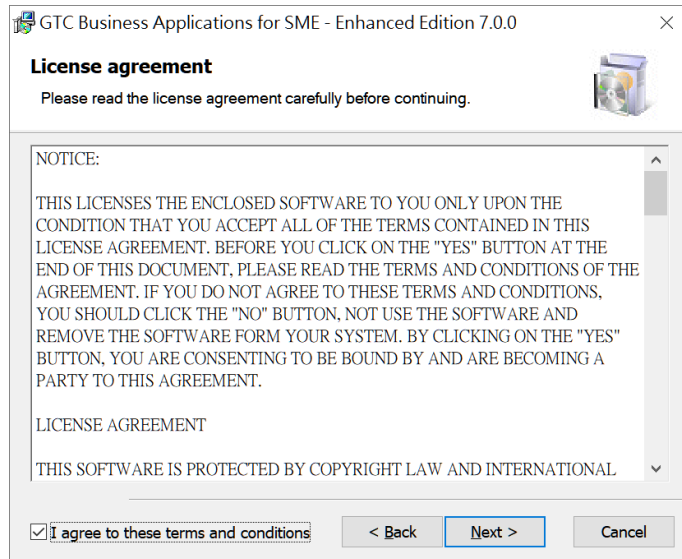 GTC Business Applications for SME - Enhanced Edition 7.0.0
License agreement
Please read the license agreement carefully before continuing.
NOTICE:
THIS LICENSES THE ENCLOSED SOFTWARE TO YOU ONLY UPON THE
CONDITION THAT YOU ACCEPT ALL OF THE TERMS CONTAINED IN THIS
LICENSE AGREEMENT. BEFORE YOU CLICK ON THE "YES" BUTTON AT THE
END OF THIS DOCUMENT, PLEASE READ THE TERMS AND CONDITIONS OF THE
AGREEMENT. IF YOU DO NOT AGREE TO THESE TERMS AND CONDITIONS,
YOU SHOULD CLICK THE "NO" BUTTON, NOT USE THE SOFTWARE AND
REMOVE THE SOFTWARE FORM YOUR SYSTEM. BY CLICKING ON THE "YES"
BUTTON, YOU ARE CONSENTING TO BE BOUND BY AND ARE BECOMING A
PARTY TO THIS AGREEMENT.
LICENSE AGREEMENT
THIS SOFTWARE IS PROTECTED BY COPYRIGHT LAW AND INTERNATIONAL
I agree to these terms and conditions
< Back
Next >
Cancel